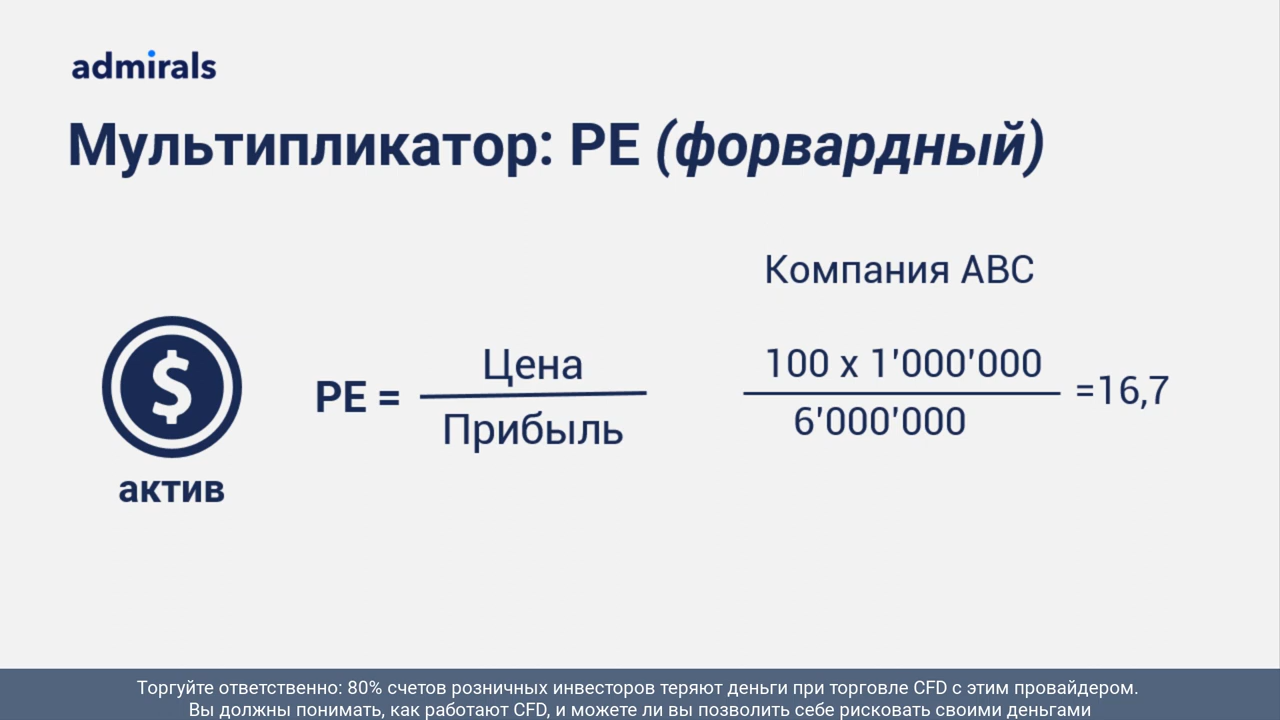 admirals
Мультипликатор: PE (форвардный)
Компания ABC
$
актив
PE =
Цена
Прибыль
100 x 1'000'000
6'000'000
=16,7
Торгуйте ответственно: 80% счетов розничных инвесторов теряют деньги при торговле CFD с этим провайдером.
Вы должны понимать, как работают CFD, и можете ли вы позволить себе рисковать своими деньгами